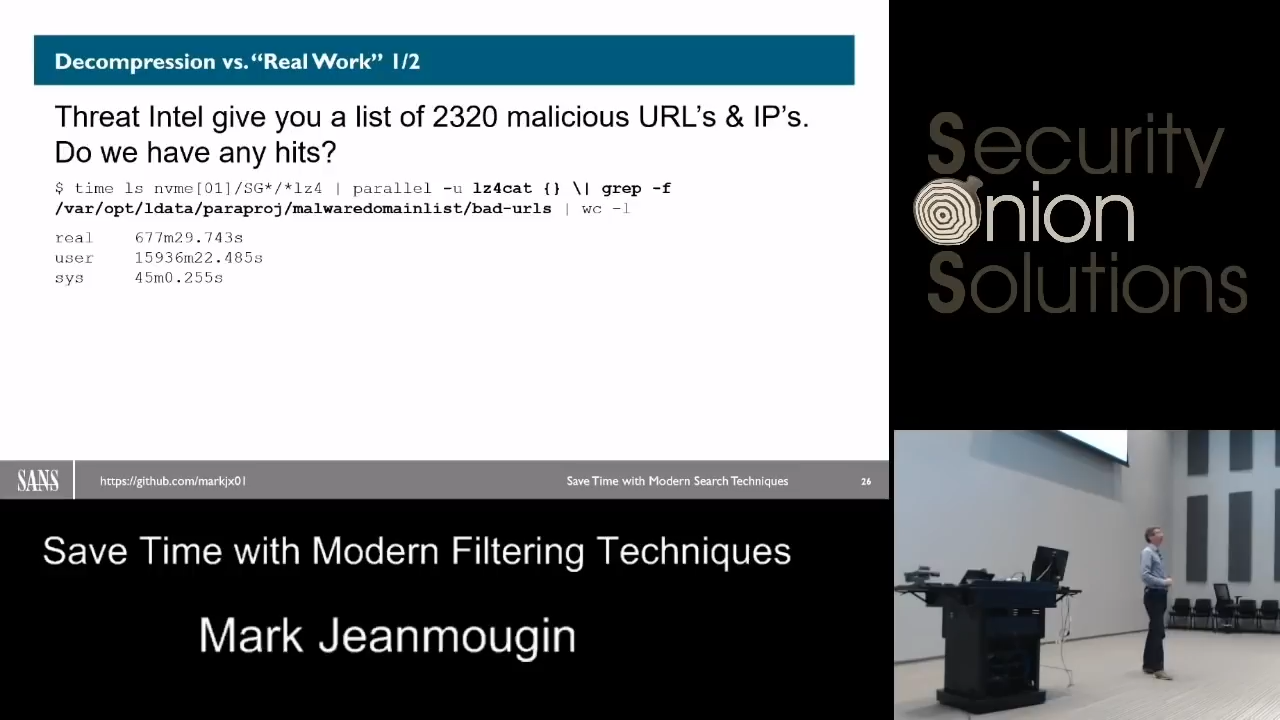 Decompression vs. “Real Work” 1/2
Threat Intel give you a list of 2320 malicious URL’s & IP’s.
Do we have any hits?
$ time ls nvme[01]/SG*/*lz4 | parallel -u lz4cat {} \| grep -f
/var/opt/ldata/paraproj/malwaredomainlist/bad-urls | wc -l
real 677m29.743s
user 15936m22.485s
sys 45m0.255s
SANS
https://github.com/markjx01
Save Time with Modern Search Techniques
26
Save Time with Modern Filtering Techniques
Mark Jeanmougin
Security
Onion
Solutions